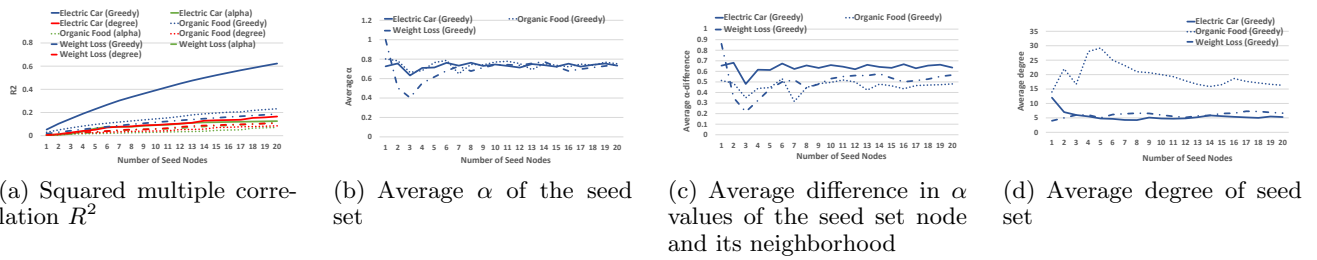 Electric Car (Greedy) Electric Car (alpha)
Electric Car (degree) Organic Food (Greedy)
Organic Food (alpha) Organic Food (degree)
Weight Loss (Greedy) Weight Loss (alpha)
Weight Loss (degree)
0.8
0.6
0.4
0.2
0
R2
1 2 3 4 5 6 7 8 9 10 11 12 13 14 15 16 17 18 19 20
Number of Seed Nodes
(a) Squared multiple corre-
lation R²
Electric Car (Greedy) Organic Food (Greedy)
Weight Loss (Greedy)
1.2
1
0.8
0.6
0.4
0.2
0
Average α
1 2 3 4 5 6 7 8 9 10 11 12 13 14 15 16 17 18 19 20
Number of Seed Nodes
(b) Average α of the seed
set
Electric Car (Greedy) Organic Food (Greedy)
Weight Loss (Greedy)
1
0.9
0.8
0.7
0.6
0.5
0.4
0.3
0.2
0.1
0
Average α-difference
1 2 3 4 5 6 7 8 9 10 11 12 13 14 15 16 17 18 19 20
Number of Seed Nodes
(c) Average difference in α
values of the seed set node
and its neighborhood
Electric Car (Greedy)
Organic Food (Greedy)
Weight Loss (Greedy)
35
30
25
20
15
10
5
0
Average degree
1 2 3 4 5 6 7 8 9 10 11 12 13 14 15 16 17 18 19 20
Number of Seed Nodes
(d) Average degree of seed
set